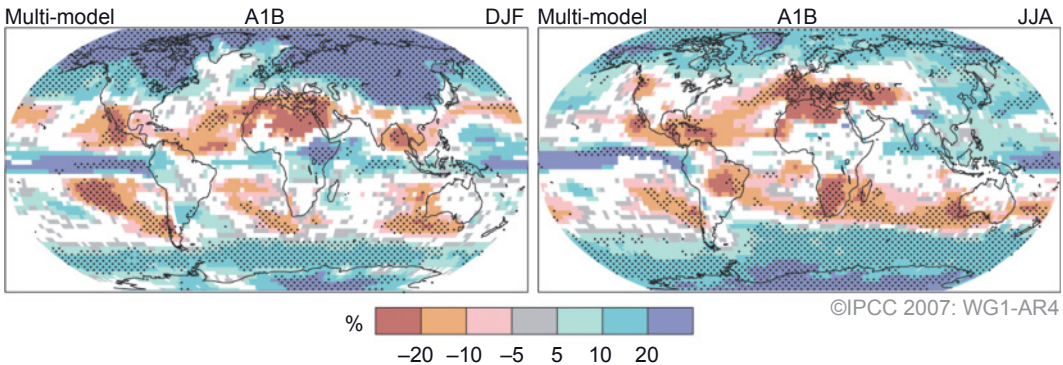 Multi-model A1B DJF
Multi-model A1B JJA
©IPCC 2007: WG1-AR4
%
–20 –10 –5 5 10 20